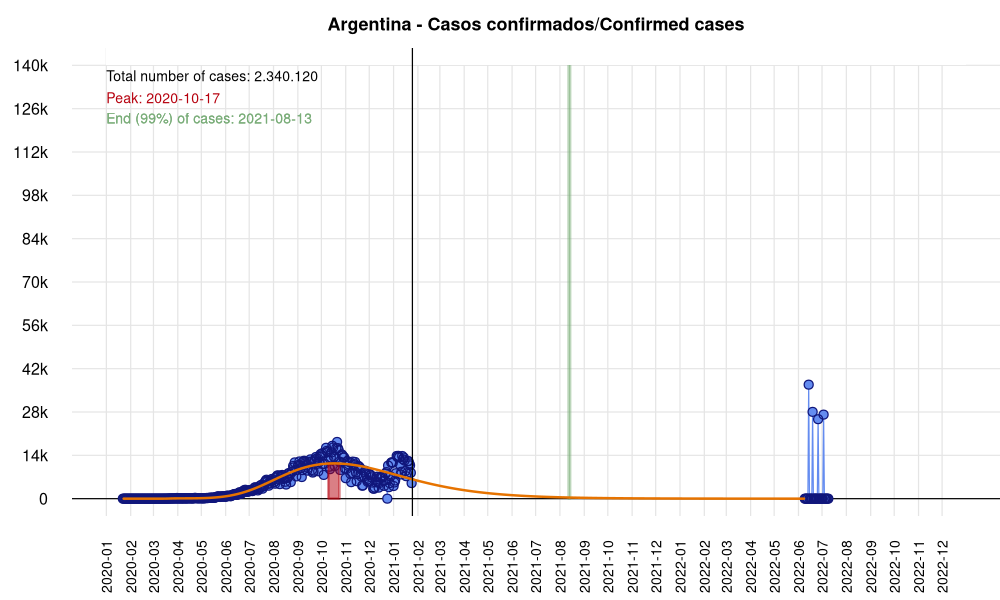 Argentina - Casos confirmados/Confirmed cases
140k
126k
112k
98k
84k
70k
56k
42k
28k
14k
0
Total number of cases: 2.340.120
Peak: 2020-10-17
End (99%) of cases: 2021-08-13
2020-01
2020-02
2020-03
2020-04
2020-05
2020-06
2020-07
2020-08
2020-09
2020-10
2020-11
2020-12
2021-01
2021-02
2021-03
2021-04
2021-05
2021-06
2021-07
2021-08
2021-09
2021-10
2021-11
2021-12
2022-01
2022-02
2022-03
2022-04
2022-05
2022-06
2022-07
2022-08
2022-09
2022-10
2022-11
2022-12